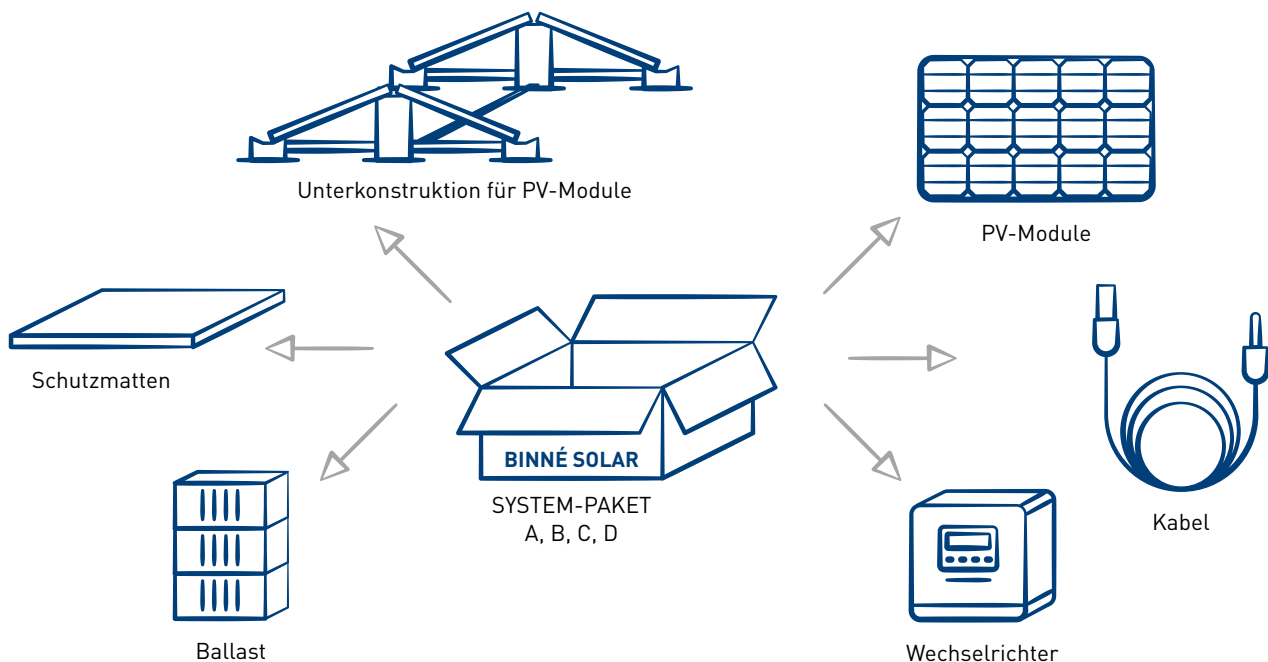 Unterkonstruktion für PV-Module
PV-Module
Schutzmatten
BINNÉ SOLAR
SYSTEM-PAKET
A, B, C, D
Kabel
Ballast
Wechselrichter